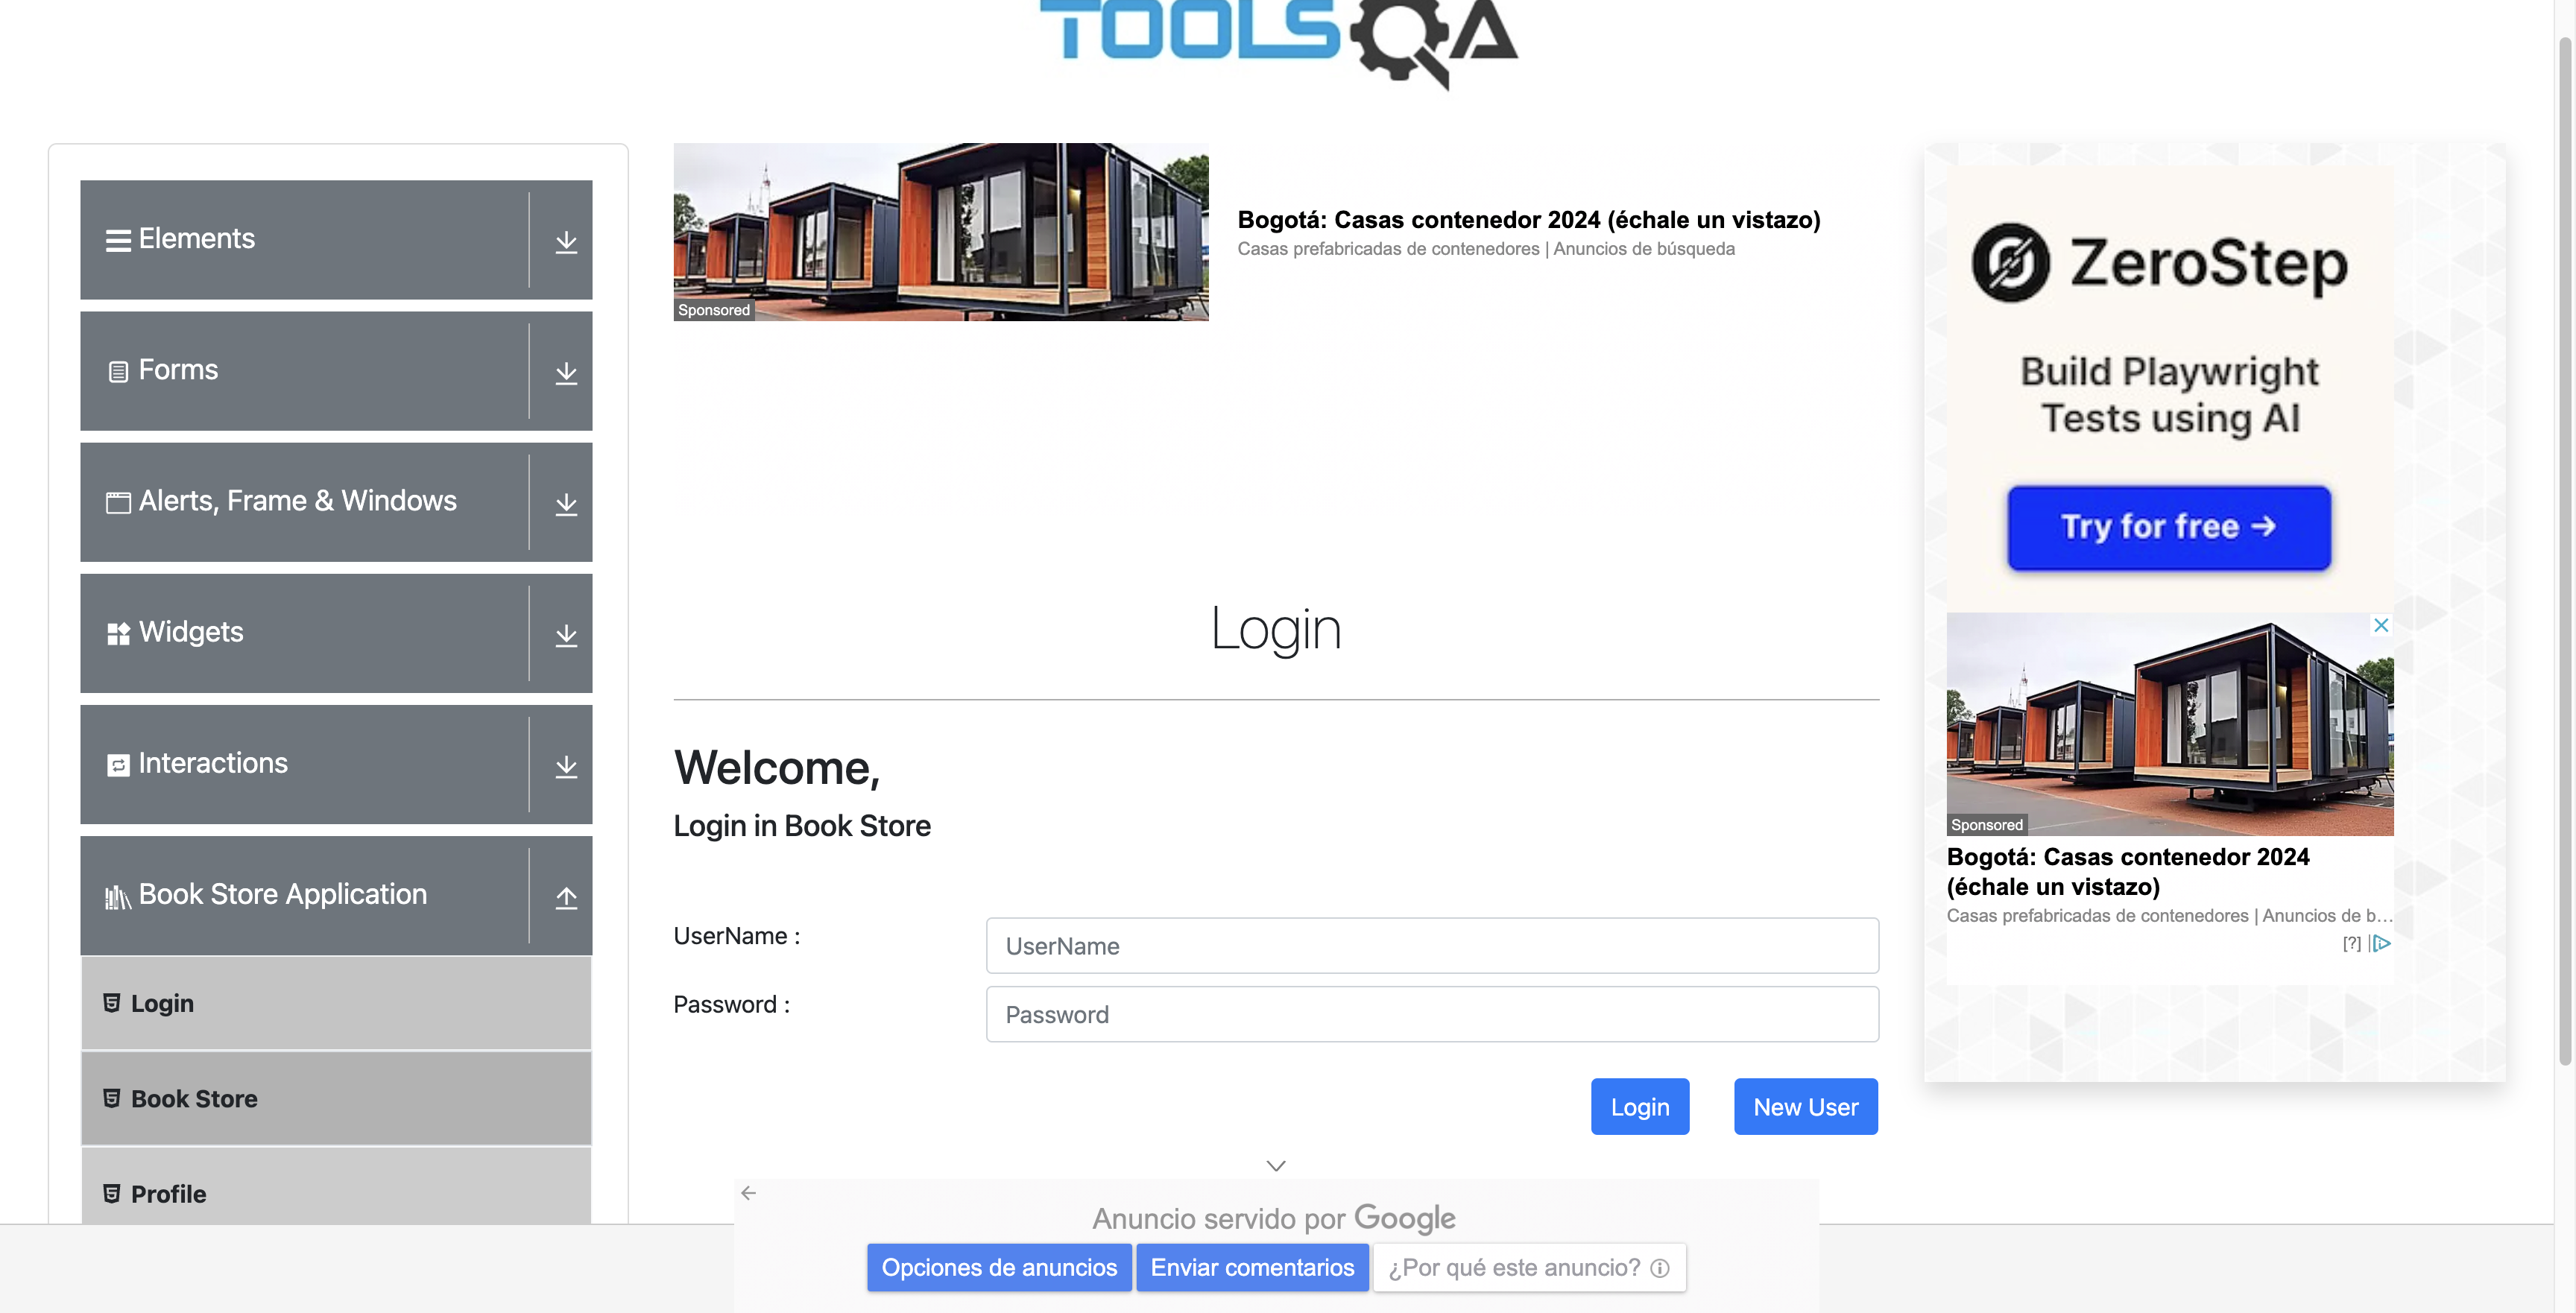 TOOLSQA
Elements
Forms
Alerts, Frame & Windows
Widgets
Interactions
Book Store Application
Login
Book Store
Profile
Sponsored
Bogotá: Casas contenedor 2024 (échale un vistazo)
Casas prefabricadas de contenedores | Anuncios de búsqueda
Login
Welcome,
Login in Book Store
UserName :
UserName
Password :
Password
Login
New User
ZeroStep
Build Playwright
Tests using AI
Try for free →
Sponsored
Bogotá: Casas contenedor 2024
(échale un vistazo)
Casas prefabricadas de contenedores | Anuncios de b...
[?]
Anuncio servido por Google
Opciones de anuncios
Enviar comentarios
¿Por qué este anuncio?